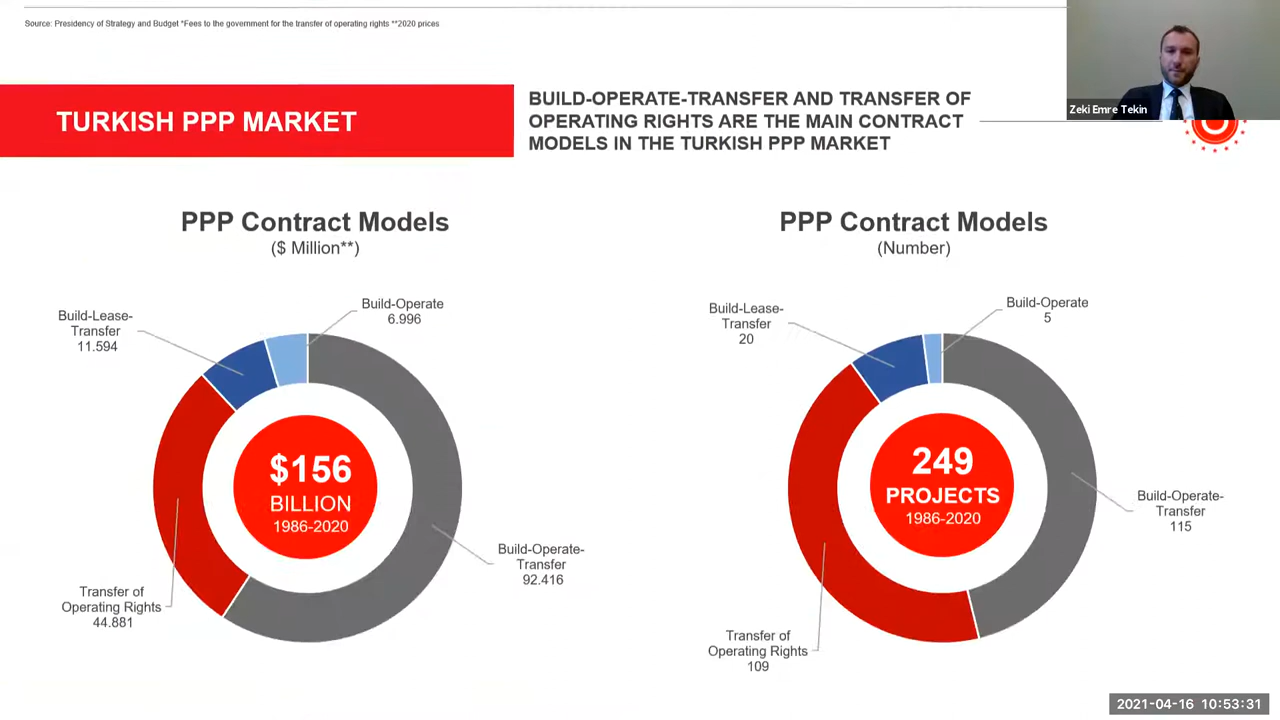 Source: Presidency of Strategy and Budget *Fees to the government for the transfer of operating rights **2020 prices
TURKISH PPP MARKET
BUILD-OPERATE-TRANSFER AND TRANSFER OF
OPERATING RIGHTS ARE THE MAIN CONTRACT
MODELS IN THE TURKISH PPP MARKET
Zeki Emre Tekin
PPP Contract Models
($ Million**)
Build-Operate
6.996
Build-Lease-
Transfer
11.594
$156
BILLION
1986-2020
Build-Operate-
Transfer
92.416
Transfer of
Operating Rights
44.881
PPP Contract Models
(Number)
Build-Operate
5
Build-Lease-
Transfer
20
249
PROJECTS
1986-2020
Build-Operate-
Transfer
115
Transfer of
Operating Rights
109
2021-04-16 10:53:31